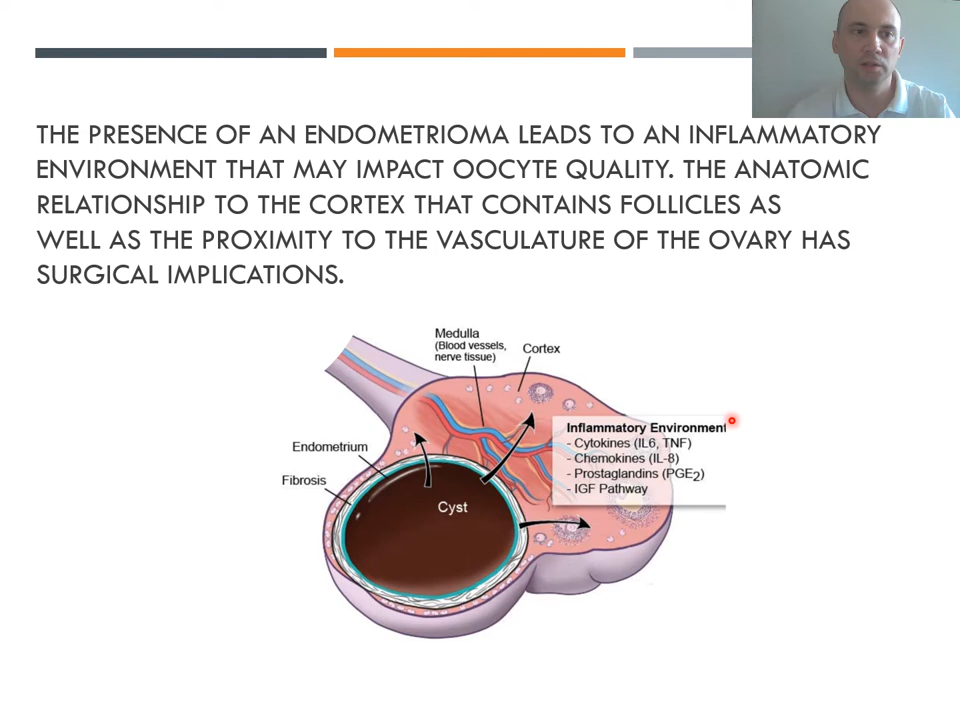 THE PRESENCE OF AN ENDOMETRIOMA LEADS TO AN INFLAMMATORY
ENVIRONMENT THAT MAY IMPACT OOCYTE QUALITY. THE ANATOMIC
RELATIONSHIP TO THE CORTEX THAT CONTAINS FOLLICLES AS
WELL AS THE PROXIMITY TO THE VASCULATURE OF THE OVARY HAS
SURGICAL IMPLICATIONS.
Medulla
(Blood vessels,
nerve tissue)
Cortex
Inflammatory Environment
- Cytokines (IL6, TNF)
- Chemokines (IL-8)
- Prostaglandins (PGE2)
- IGF Pathway
Endometrium
Fibrosis
Cyst